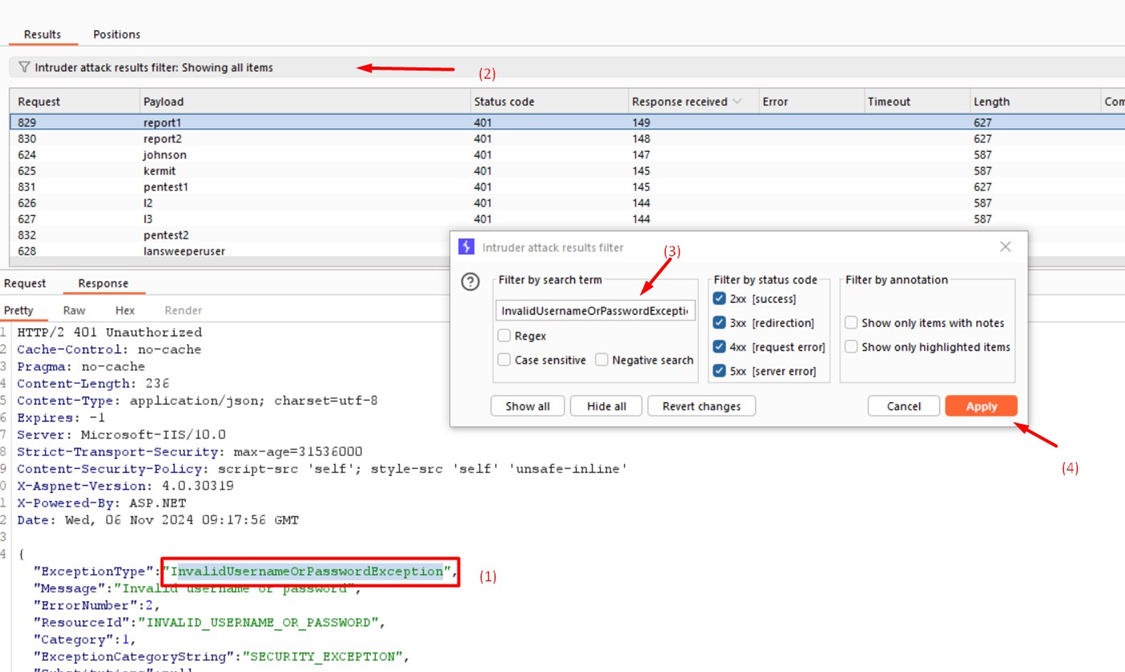 Results Positions
Intruder attack results filter: Showing all items (2)
Request Payload Status code Response received Error Timeout Length Com
829 report1 401 149 627
830 report2 401 148 627
624 johnson 401 147 587
625 kermit 401 145 587
831 pentest1 401 145 627
626 l2 401 144 587
627 l3 401 144 587
832 pentest2
628 lansweeperuser
Intruder attack results filter
(3)
Filter by search term Filter by status code Filter by annotation
InvalidUsernameOrPasswordExcepti
2xx [success]
Regex 3xx [redirection] Show only items with notes
Case sensitive Negative search 4xx [request error] Show only highlighted items
5xx [server error]
Show all Hide all Revert changes Cancel Apply
(4)
Request Response
Pretty Raw Hex Render
1 HTTP/2 401 Unauthorized
2 Cache-Control: no-cache
3 Pragma: no-cache
4 Content-Length: 236
5 Content-Type: application/json; charset=utf-8
6 Expires: -1
7 Server: Microsoft-IIS/10.0
8 Strict-Transport-Security: max-age=31536000
9 Content-Security-Policy: script-src 'self'; style-src 'self' 'unsafe-inline'
0 X-Aspnet-Version: 4.0.30319
1 X-Powered-By: ASP.NET
2 Date: Wed, 06 Nov 2024 09:17:56 GMT
3
4 {
"ExceptionType":"InvalidUsernameOrPasswordException", (1)
"Message":"Invalid username or password",
"ErrorNumber":2,
"ResourceId":"INVALID_USERNAME_OR_PASSWORD",
"Category":1,
"ExceptionCategoryString":"SECURITY_EXCEPTION",